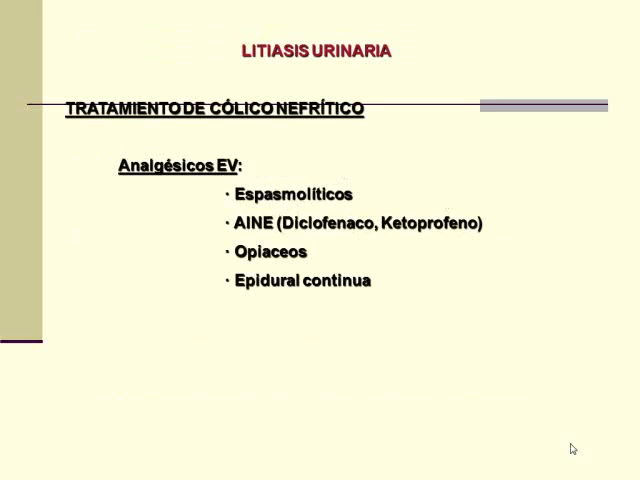 LITIASIS URINARIA
TRATAMIENTO DE CÓLICO NEFRÍTICO
Analgésicos EV:
· Espasmolíticos
· AINE (Diclofenaco, Ketoprofeno)
· Opiaceos
· Epidural continua